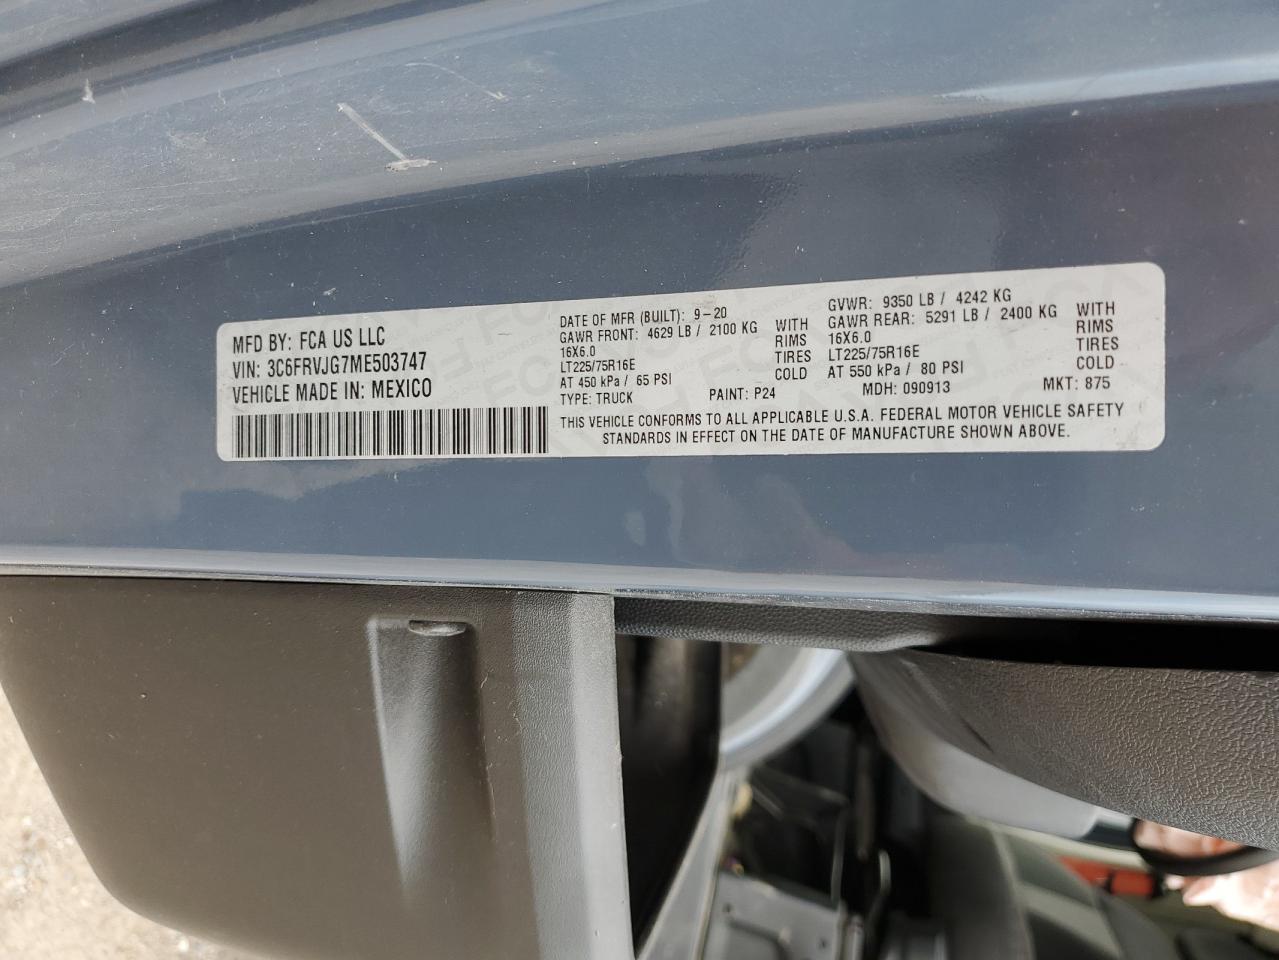 MFD BY: FCA US LLC
VIN: 3C6FRVJG7ME503747
VEHICLE MADE IN: MEXICO
DATE OF MFR (BUILT): 9-20
GAWR FRONT: 4629 LB / 2100 KG WITH
16X6.0 RIMS
LT225/75R16E TIRES
AT 450 kPa / 65 PSI COLD
TYPE: TRUCK PAINT: P24
GVWR: 9350 LB / 4242 KG
GAWR REAR: 5291 LB / 2400 KG WITH
16X6.0 RIMS
LT225/75R16E TIRES
AT 550 kPa / 80 PSI COLD
MDH: 090913 MKT: 875
THIS VEHICLE CONFORMS TO ALL APPLICABLE U.S.A. FEDERAL MOTOR VEHICLE SAFETY
STANDARDS IN EFFECT ON THE DATE OF MANUFACTURE SHOWN ABOVE.